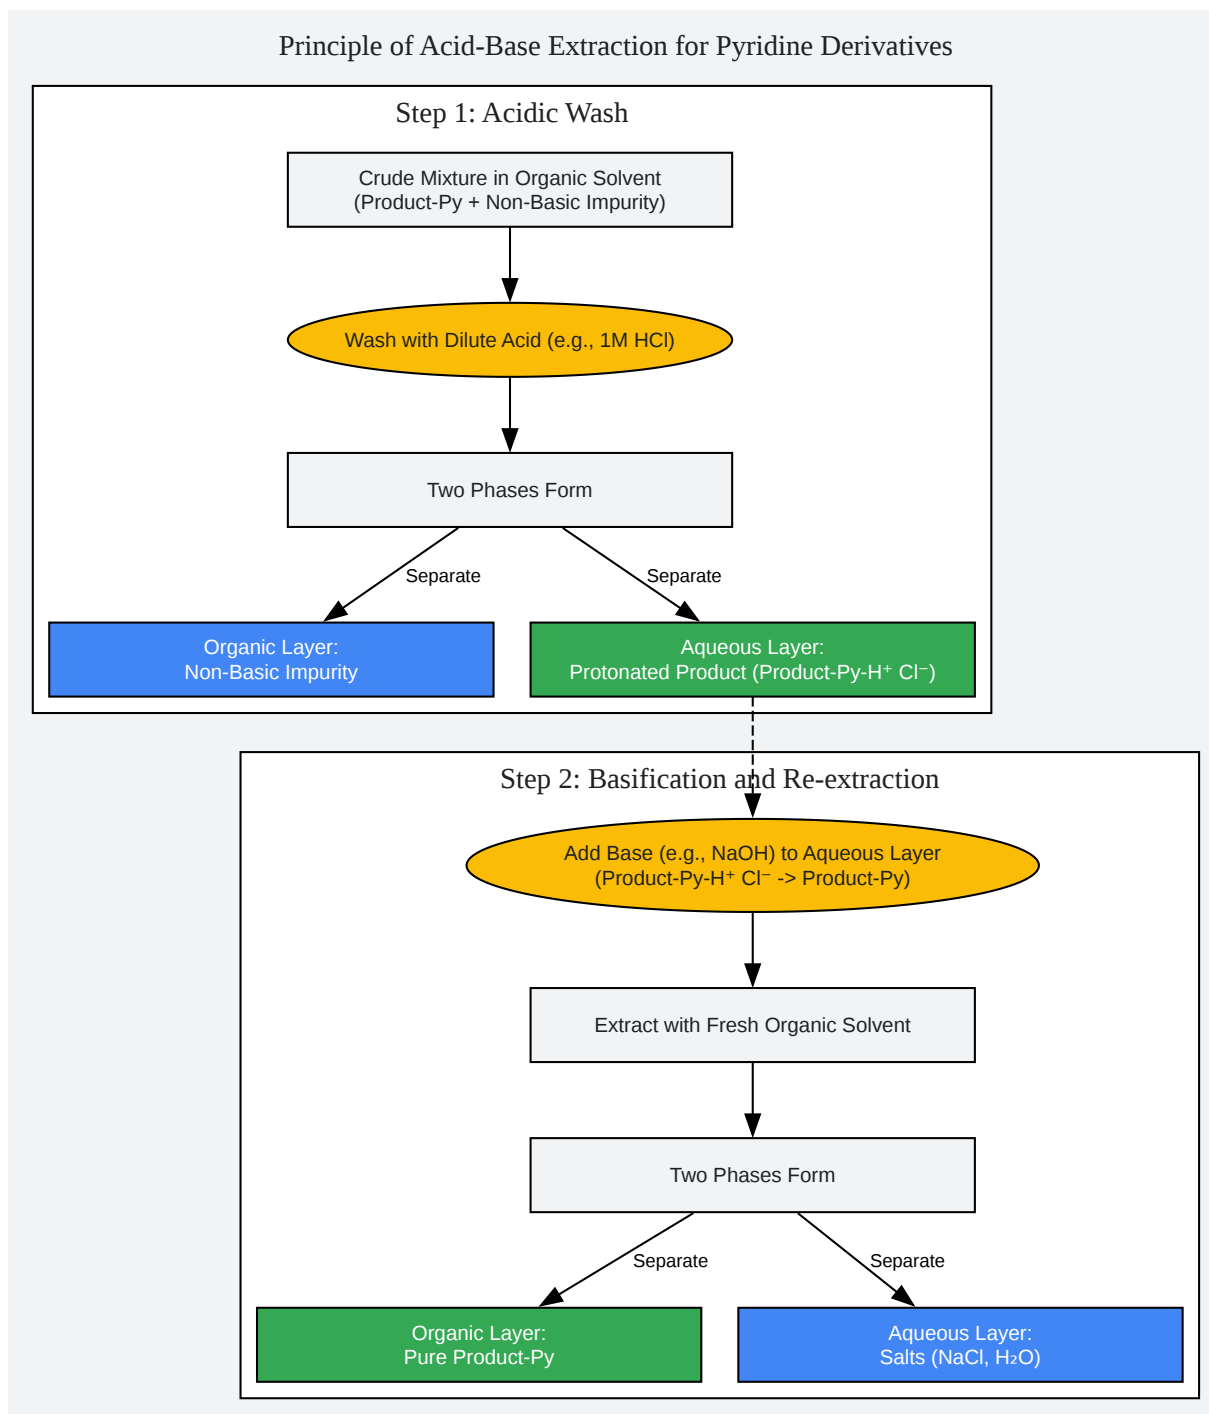 Principle of Acid-Base Extraction for Pyridine Derivatives
Step 1: Acidic Wash
Crude Mixture in Organic Solvent
(Product-Py + Non-Basic Impurity)
Wash with Dilute Acid (e.g., 1M HCl)
Two Phases Form
Separate
Separate
Organic Layer:
Non-Basic Impurity
Aqueous Layer:
Protonated Product (Product-Py-H⁺ Cl⁻)
Step 2: Basification and Re-extraction
Add Base (e.g., NaOH) to Aqueous Layer
(Product-Py-H⁺ Cl⁻ -> Product-Py)
Extract with Fresh Organic Solvent
Two Phases Form
Separate
Separate
Organic Layer:
Pure Product-Py
Aqueous Layer:
Salts (NaCl, H₂O)